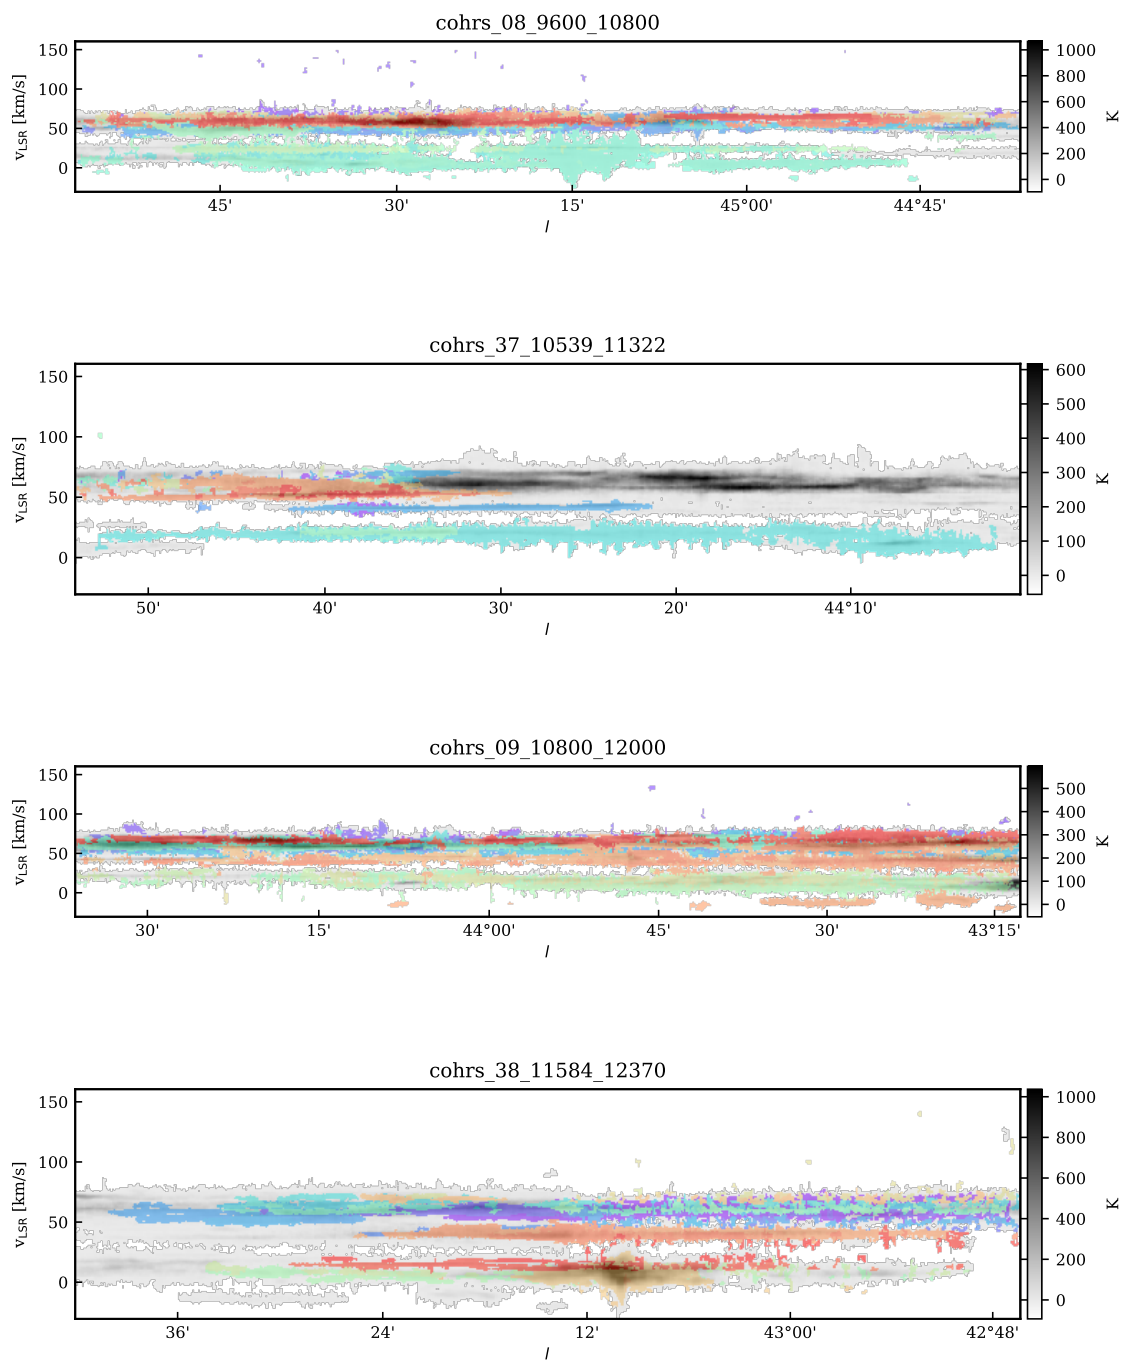 cohrs_08_9600_10800
150
100
50
0
v_LSR [km/s]
45' 30' 15' 45°00' 44°45'
l
1000
800
600
400
200
0
K
cohrs_37_10539_11322
150
100
50
0
v_LSR [km/s]
50' 40' 30' 20' 44°10'
l
600
500
400
300
200
100
0
K
cohrs_09_10800_12000
150
100
50
0
v_LSR [km/s]
30' 15' 44°00' 45' 30' 43°15'
l
500
400
300
200
100
0
K
cohrs_38_11584_12370
150
100
50
0
v_LSR [km/s]
36' 24' 12' 43°00' 42°48'
l
1000
800
600
400
200
0
K